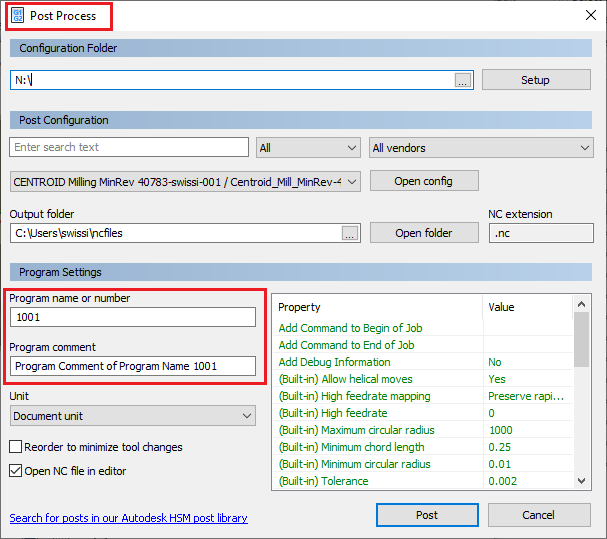 G1
G2
Post Process
Configuration Folder
N:\
...
Setup
Post Configuration
Enter search text
All
All vendors
CENTROID Milling MinRev 40783-swissi-001 / Centroid_Mill_MinRev-4
Open config
Output folder
NC extension
C:\Users\swissi\ncfiles
...
Open folder
.nc
Program Settings
Program name or number
1001
Program comment
Program Comment of Program Name 1001
Unit
Document unit
Reorder to minimize tool changes
Open NC file in editor
Property Value
Add Command to Begin of Job
Add Command to End of Job
Add Debug Information No
(Built-in) Allow helical moves Yes
(Built-in) High feedrate mapping Preserve rapi...
(Built-in) High feedrate 0
(Built-in) Maximum circular radius 1000
(Built-in) Minimum chord length 0.25
(Built-in) Minimum circular radius 0.01
(Built-in) Tolerance 0.002
Search for posts in our Autodesk HSM post library
Post
Cancel